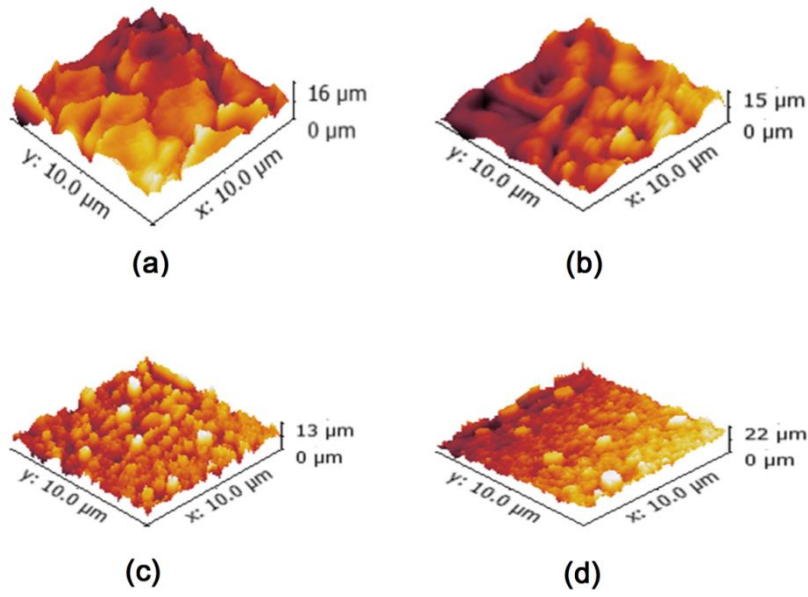 16 µm
0 µm
y: 10.0 µm
x: 10.0 µm
(a)
15 µm
0 µm
y: 10.0 µm
x: 10.0 µm
(b)
13 µm
0 µm
y: 10.0 µm
x: 10.0 µm
(c)
22 µm
0 µm
y: 10.0 µm
x: 10.0 µm
(d)